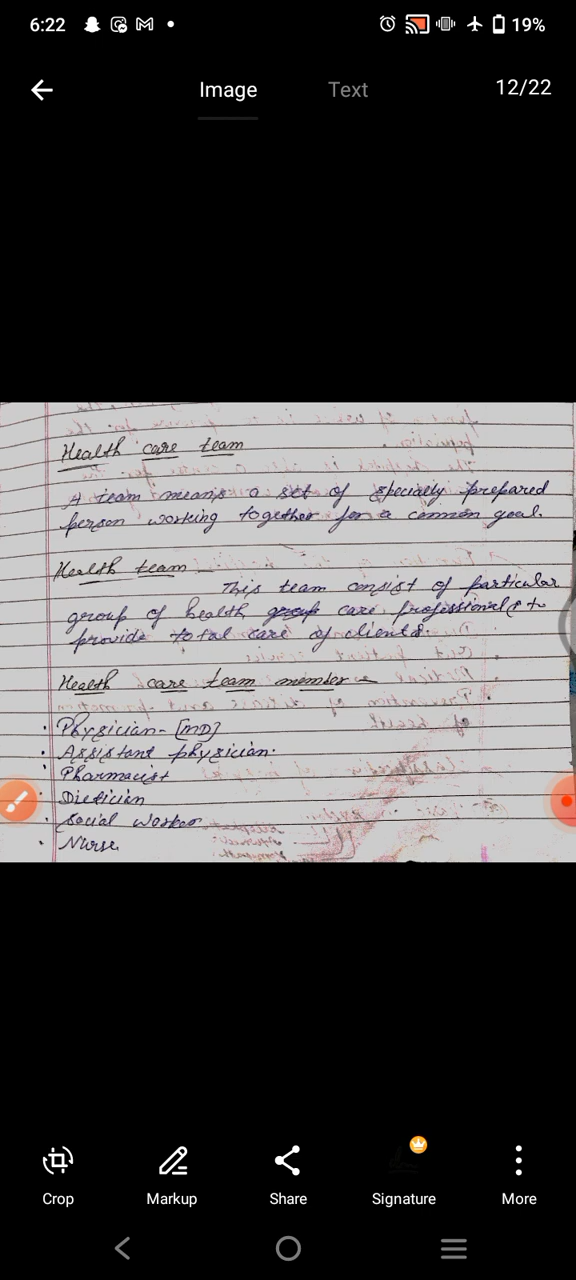 6:22
19%
Image
Text
12/22
Health care team
A team means a set of specially prepared
person working together for a common goal.
Health team -
This team consist of particular
group of health group care professionals to
provide total care of clients.
Health care team member -
• Physician - [MD]
• Assistant physician.
• Pharmacist
• Dietician
• Social worker
• Nurse
Crop
Markup
Share
Signature
More